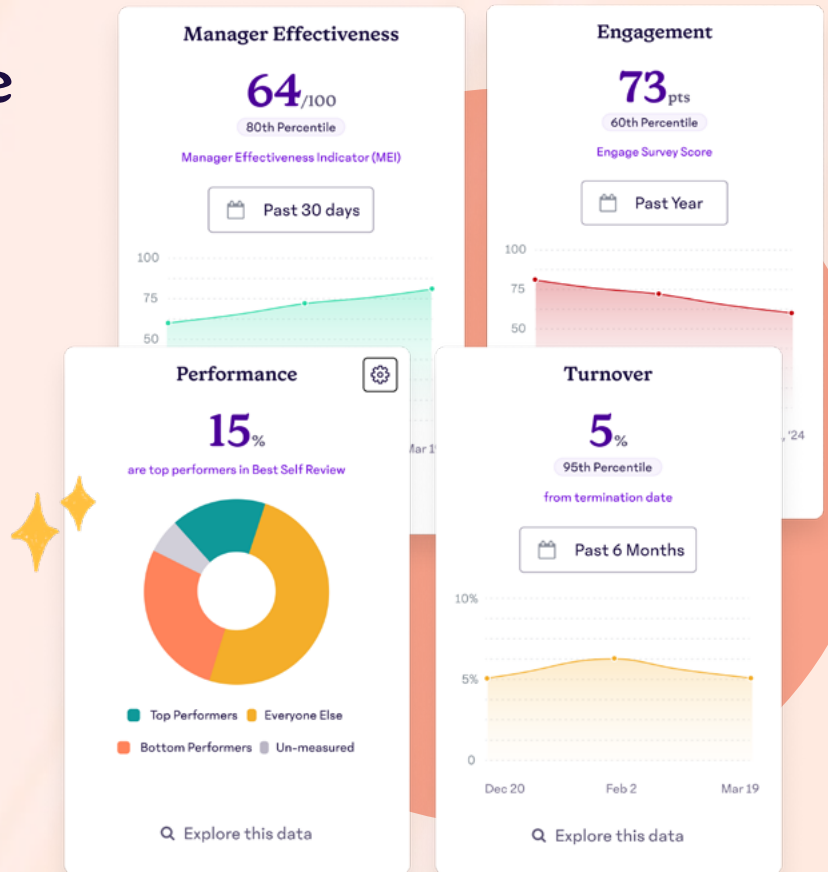 e
Manager Effectiveness
64/100
80th Percentile
Manager Effectiveness Indicator (MEI)
Past 30 days
100
75
50
Engagement
73pts
60th Percentile
Engage Survey Score
Past Year
100
75
50
, '24
Performance
15%
are top performers in Best Self Review
Top Performers Everyone Else
Bottom Performers Un-measured
Explore this data
Turnover
5%
95th Percentile
from termination date
Past 6 Months
10%
5%
0
Dec 20 Feb 2 Mar 19
Explore this data